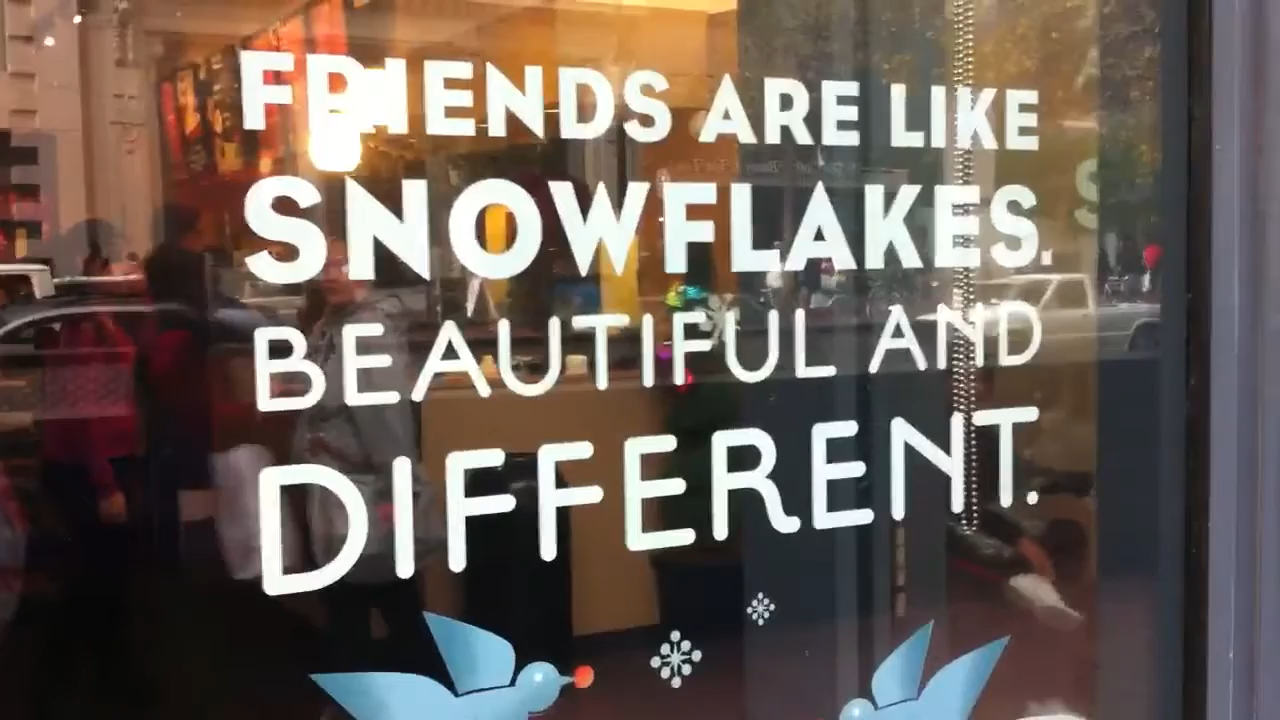 FRIENDS ARE LIKE
SNOWFLAKES.
BEAUTIFUL AND
DIFFERENT.